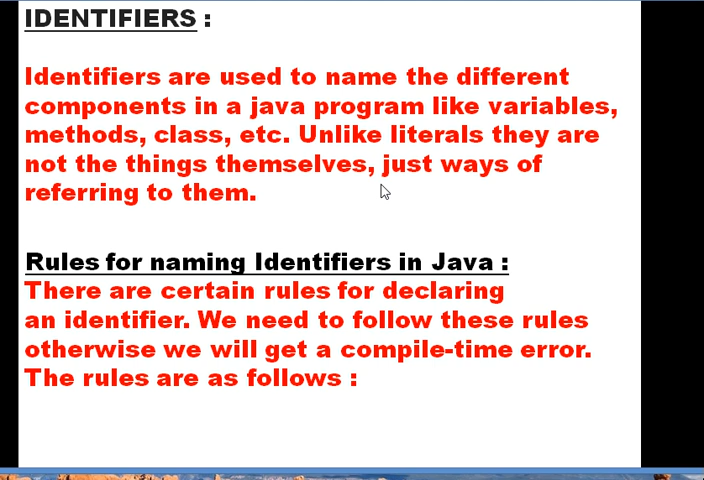 IDENTIFIERS :
Identifiers are used to name the different
components in a java program like variables,
methods, class, etc. Unlike literals they are
not the things themselves, just ways of
referring to them.
Rules for naming Identifiers in Java :
There are certain rules for declaring
an identifier. We need to follow these rules
otherwise we will get a compile-time error.
The rules are as follows :